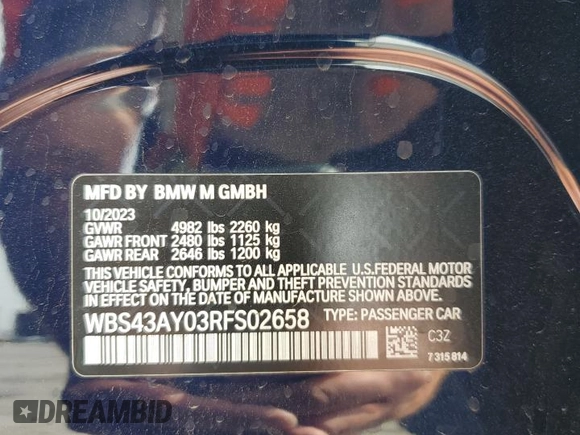 MFD BY BMW M GMBH
10/2023
GVWR 4982 lbs 2260 kg
GAWR FRONT 2480 lbs 1125 kg
GAWR REAR 2646 lbs 1200 kg
THIS VEHICLE CONFORMS TO ALL APPLICABLE U.S.FEDERAL MOTOR
VEHICLE SAFETY, BUMPER AND THEFT PREVENTION STANDARDS
IN EFFECT ON THE DATE OF MANUFACTURE SHOWN ABOVE.
WBS43AY03RFS02658 TYPE: PASSENGER CAR
C3Z
7 315 814
DREAMBID